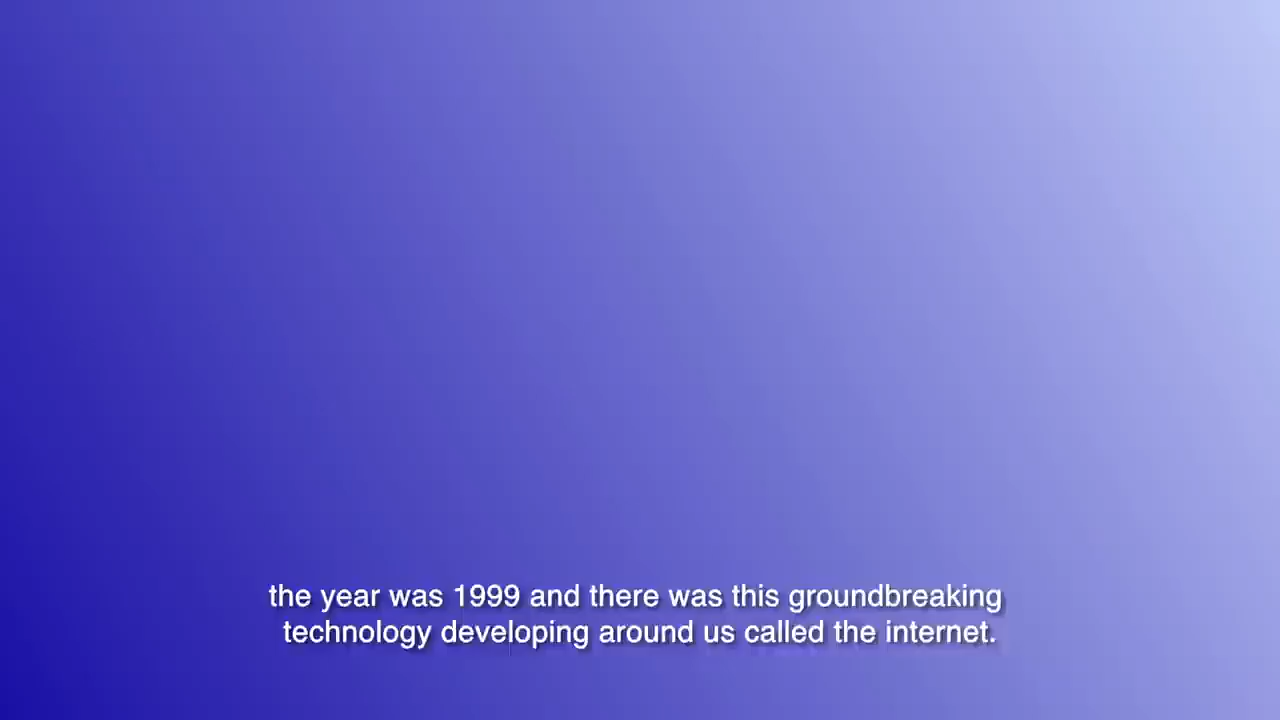 the year was 1999 and there was this groundbreaking
technology developing around us called the internet.